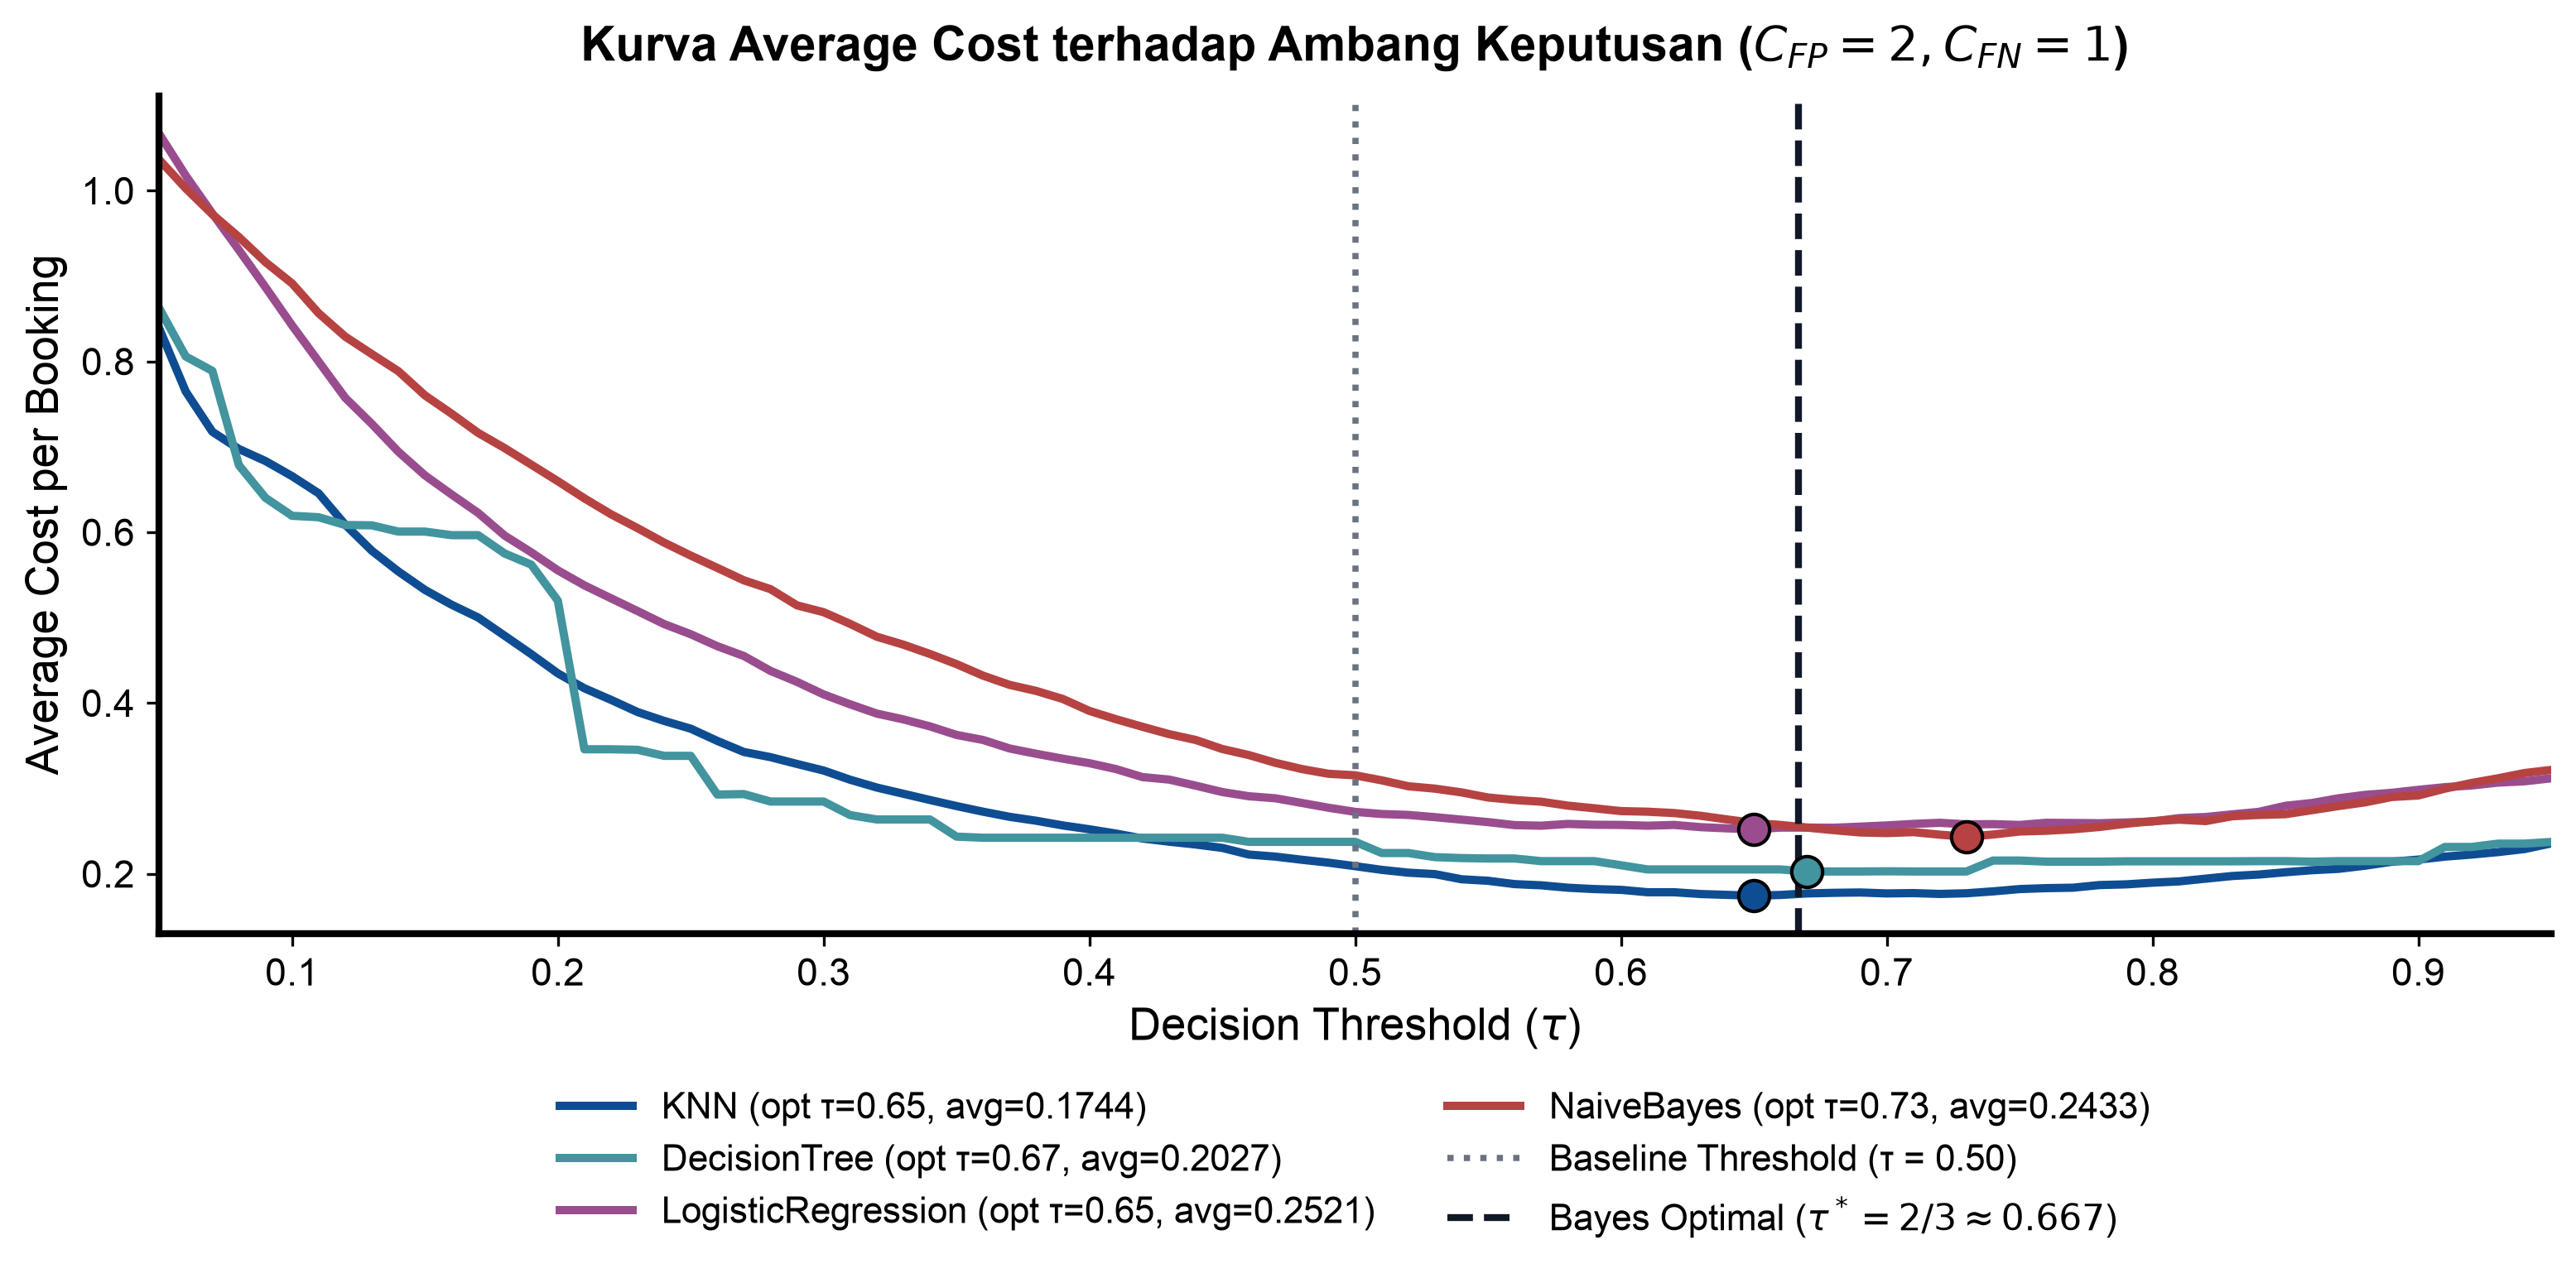 Kurva Average Cost terhadap Ambang Keputusan (C_FP = 2, C_FN = 1)
Average Cost per Booking
1.0
0.8
0.6
0.4
0.2
0.1 0.2 0.3 0.4 0.5 0.6 0.7 0.8 0.9
Decision Threshold (τ)
KNN (opt τ=0.65, avg=0.1744)
DecisionTree (opt τ=0.67, avg=0.2027)
LogisticRegression (opt τ=0.65, avg=0.2521)
NaiveBayes (opt τ=0.73, avg=0.2433)
Baseline Threshold (τ = 0.50)
Bayes Optimal (τ* = 2/3 ≈ 0.667)